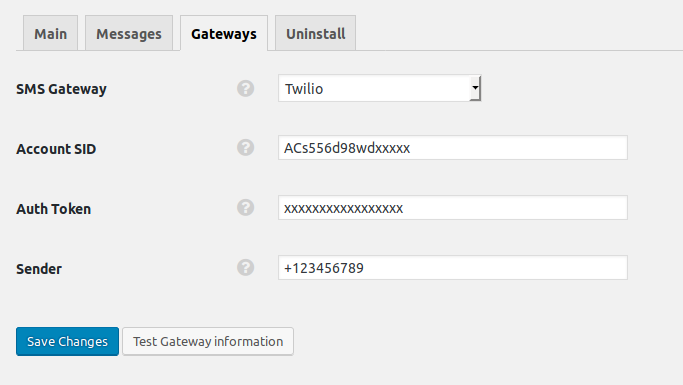 Main Messages Gateways Uninstall
SMS Gateway ? Twilio
Account SID ? ACs556d98wdxxxxx
Auth Token ? xxxxxxxxxxxxxxxxx
Sender ? +123456789
Save Changes Test Gateway information